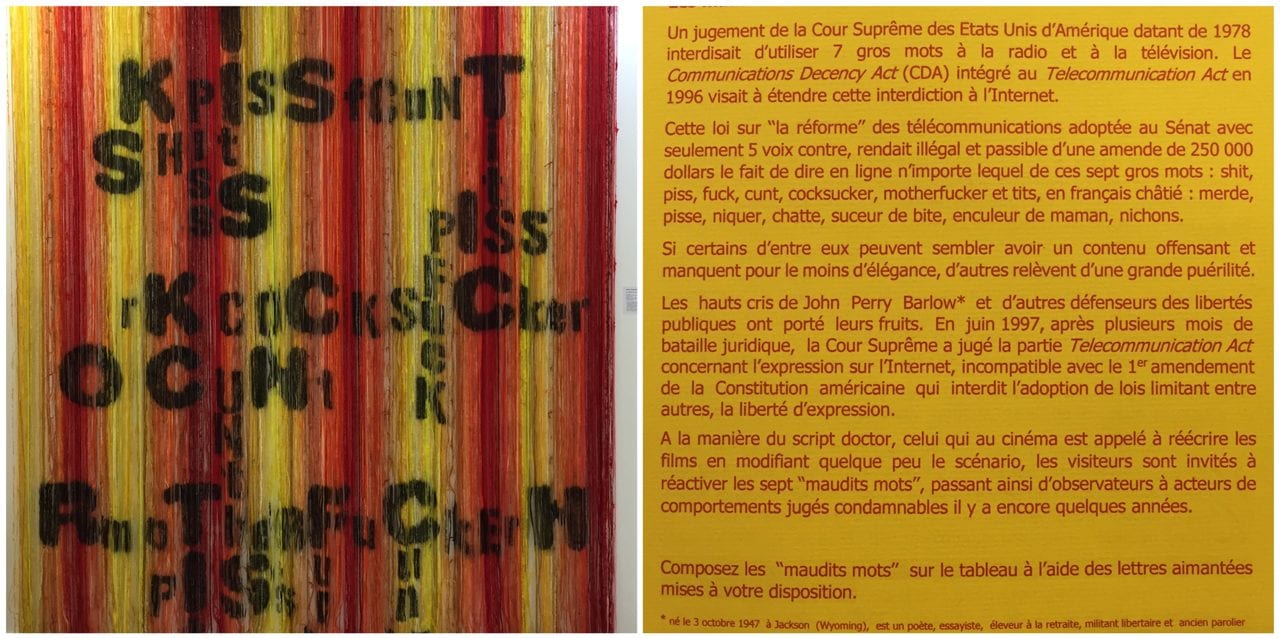 I
KpISSfCuNT
SHIt
sS
sS
PISS
rKCoCKSuCker
OCUHI
K
RmoTherFuCkErH
pISs
Un jugement de la Cour Suprême des Etats Unis d’Amérique datant de 1978
interdisait d’utiliser 7 gros mots à la radio et à la télévision. Le
Communications Decency Act (CDA) intégré au Telecommunication Act en
1996 visait à étendre cette interdiction à l’Internet.
Cette loi sur “la réforme” des télécommunications adoptée au Sénat avec
seulement 5 voix contre, rendait illégal et passible d’une amende de 250 000
dollars le fait de dire en ligne n’importe lequel de ces sept gros mots : shit,
piss, fuck, cunt, cocksucker, motherfucker et tits, en français châtié : merde,
pisse, niquer, chatte, suceur de bite, enculeur de maman, nichons.
Si certains d’entre eux peuvent sembler avoir un contenu offensant et
manquent pour le moins d’élégance, d’autres relèvent d’une grande puérilité.
Les hauts cris de John Perry Barlow* et d’autres défenseurs des libertés
publiques ont porté leurs fruits. En juin 1997, après plusieurs mois de
bataille juridique, la Cour Suprême a jugé la partie Telecommunication Act
concernant l’expression sur l’Internet, incompatible avec le 1er amendement
de la Constitution américaine qui interdit l’adoption de lois limitant entre
autres, la liberté d’expression.
A la manière du script doctor, celui qui au cinéma est appelé à réécrire les
films en modifiant quelque peu le scénario, les visiteurs sont invités à
réactiver les sept “maudits mots”, passant ainsi d’observateurs à acteurs de
comportements jugés condamnables il y a encore quelques années.
Composez les “maudits mots” sur le tableau à l’aide des lettres aimantées
mises à votre disposition.
* né le 3 octobre 1947 à Jackson (Wyoming), est un poète, essayiste, éleveur à la retraite, militant libertaire et ancien parolier